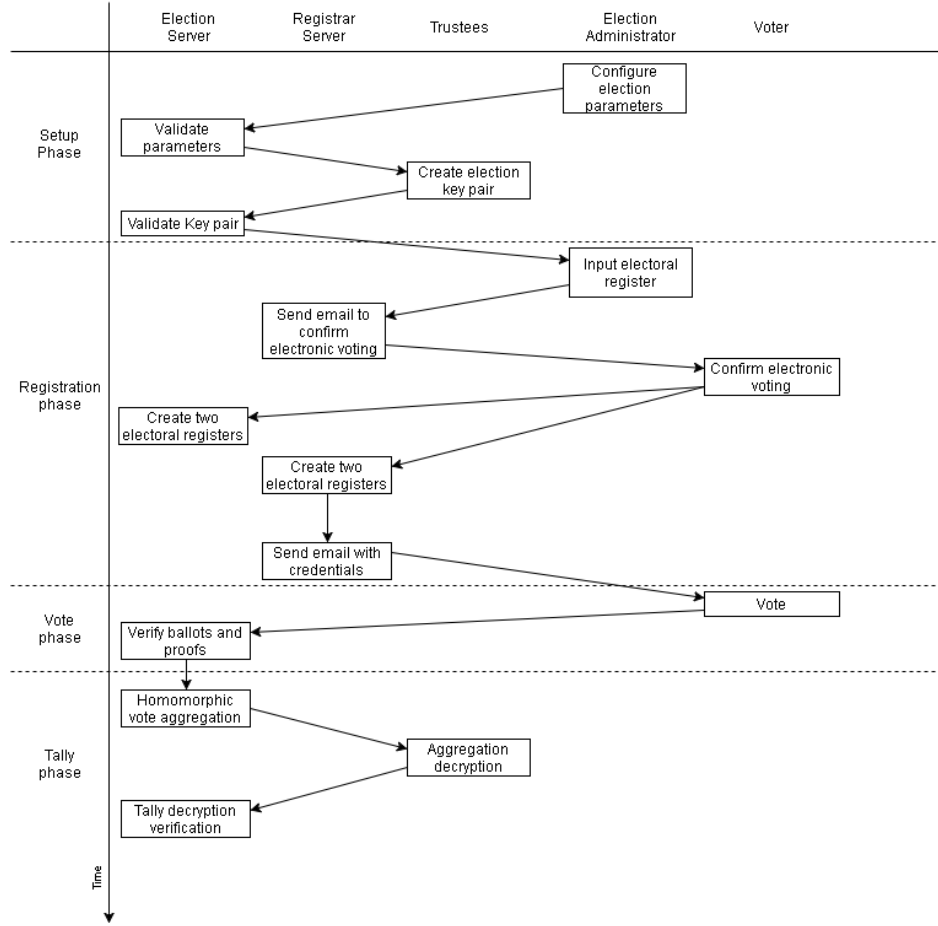 Election
Server
Registrar
Server
Trustees
Election
Administrator
Voter
Setup
Phase
Configure
election
parameters
Validate
parameters
Create election
key pair
Validate Key pair
Registration
phase
Input electoral
register
Send email to
confirm
electronic voting
Confirm electronic
voting
Create two
electoral registers
Create two
electoral registers
Send email with
credentials
Vote
phase
Vote
Verify ballots and
proofs
Tally
phase
Homomorphic
vote aggregation
Aggregation
decryption
Tally decryption
verification
Time